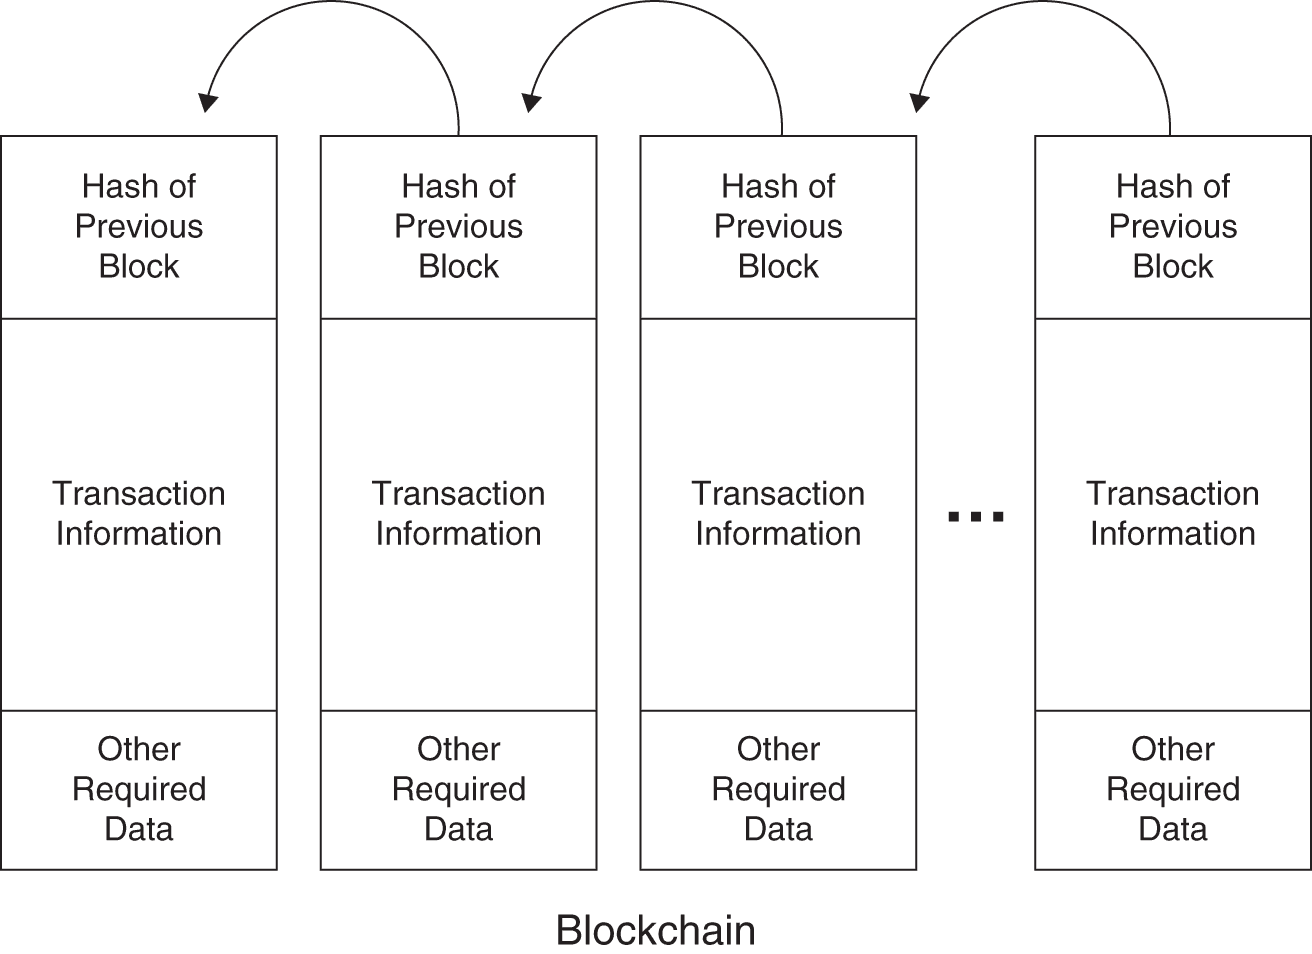 Hash of
Previous
Block
Hash of
Previous
Block
Hash of
Previous
Block
Hash of
Previous
Block
Transaction
Information
Transaction
Information
Transaction
Information
...
Transaction
Information
Other
Required
Data
Other
Required
Data
Other
Required
Data
Other
Required
Data
Blockchain